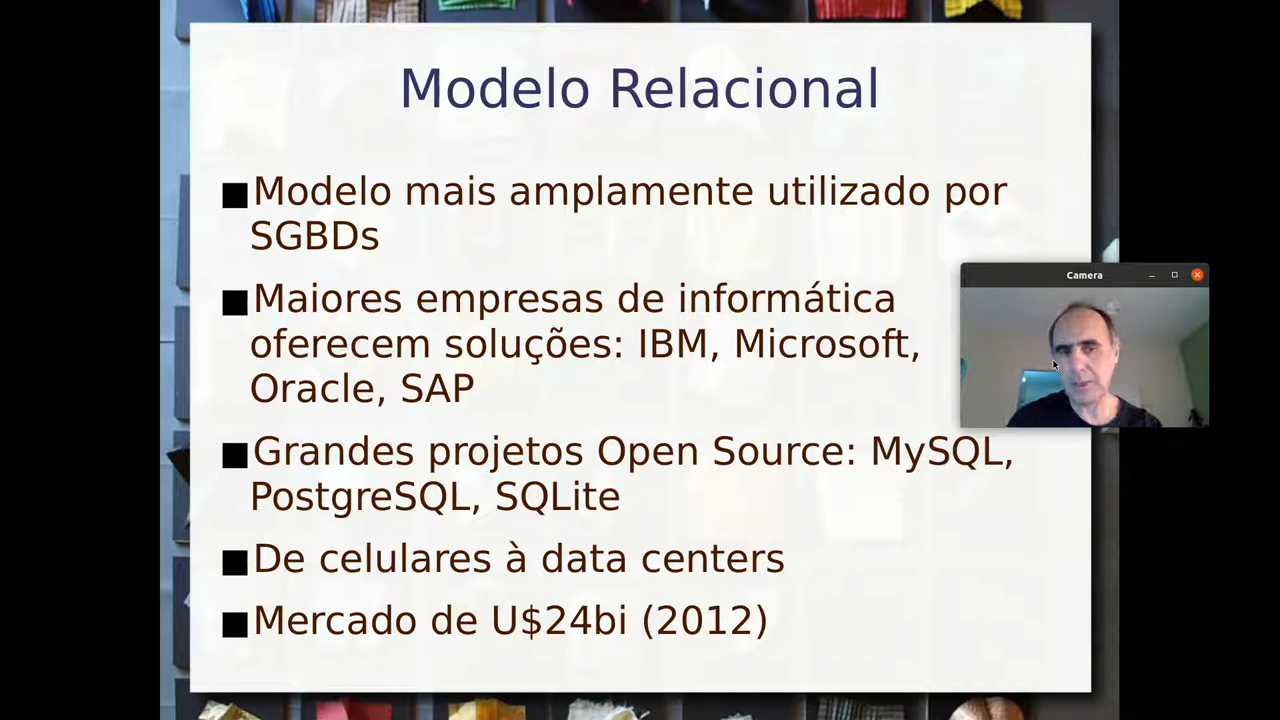 Modelo Relacional
Modelo mais amplamente utilizado por
SGBDs
Maiores empresas de informática
oferecem soluções: IBM, Microsoft,
Oracle, SAP
Grandes projetos Open Source: MySQL,
PostgreSQL, SQLite
De celulares à data centers
Mercado de U$24bi (2012)
Camera